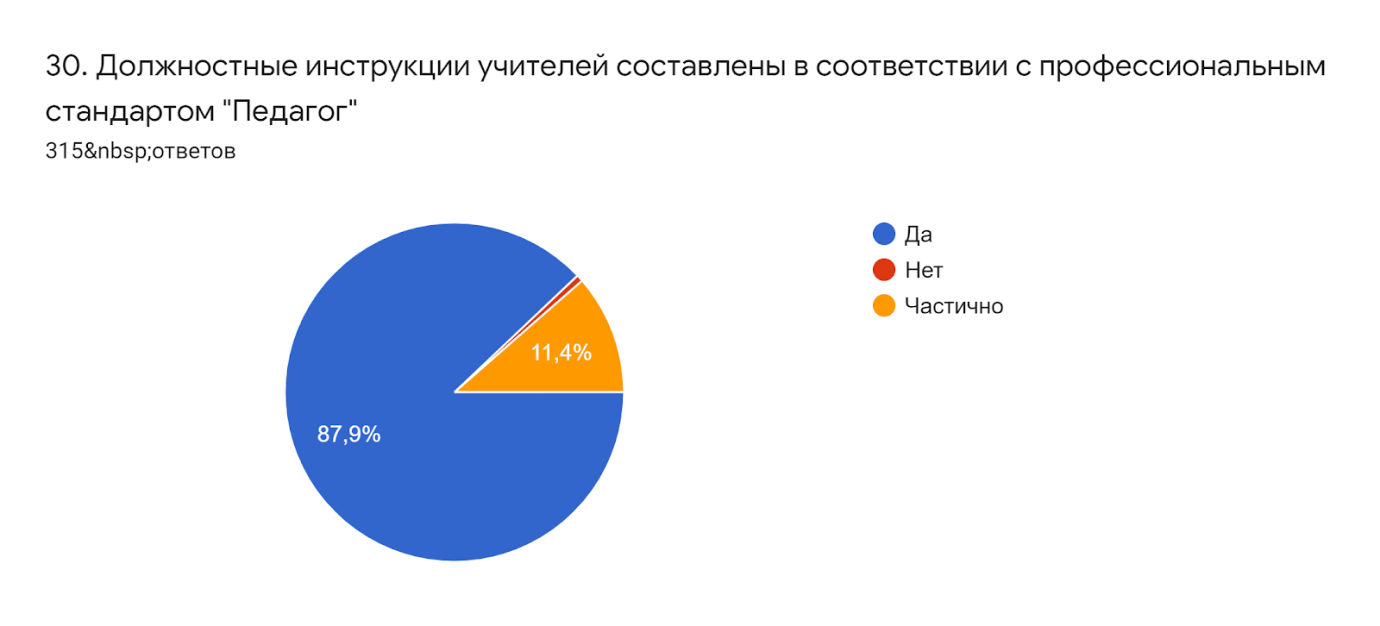 30. Должностные инструкции учителей составлены в соответствии с профессиональным
стандартом "Педагог"
315&nbsp;ответов
Да
Нет
Частично
11,4%
87,9%